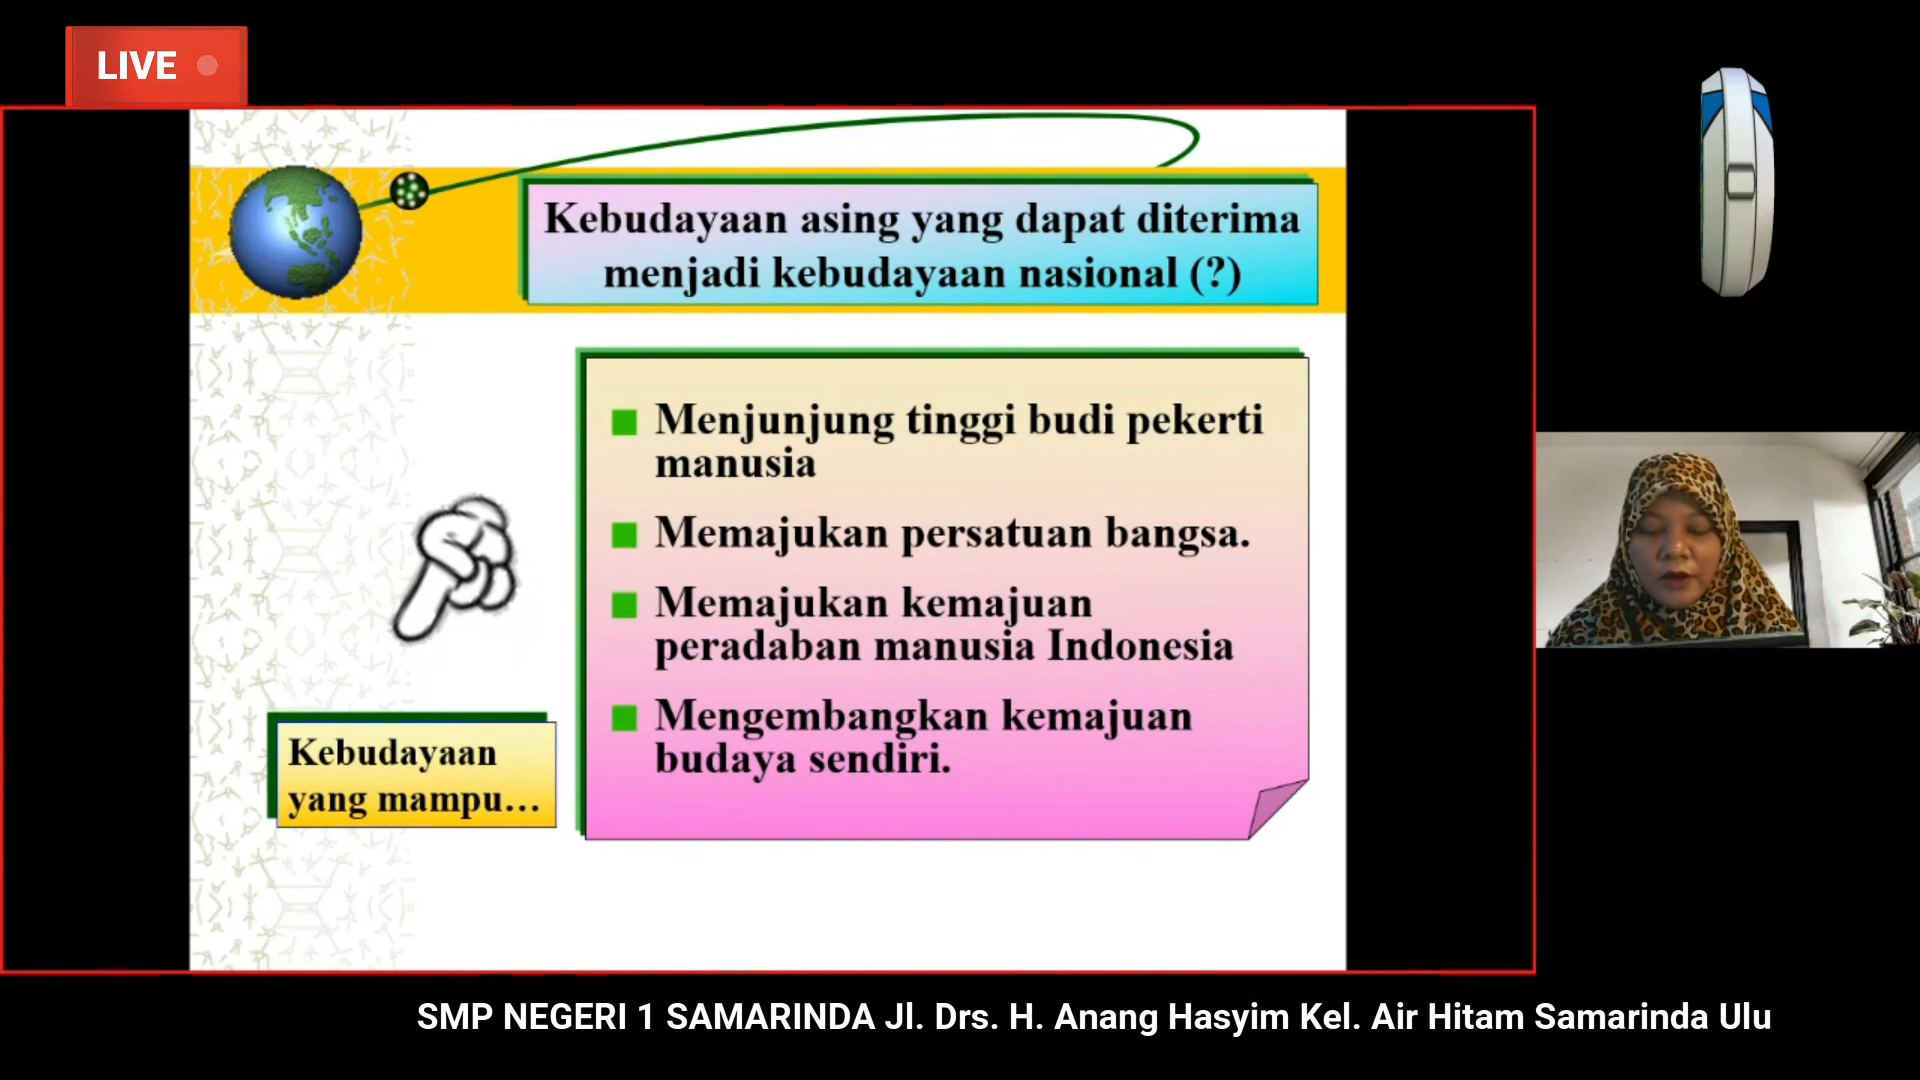 LIVE
Kebudayaan asing yang dapat diterima
menjadi kebudayaan nasional (?)
Menjunjung tinggi budi pekerti
manusia
Memajukan persatuan bangsa.
Memajukan kemajuan
peradaban manusia Indonesia
Mengembangkan kemajuan
budaya sendiri.
Kebudayaan
yang mampu...
SMP NEGERI 1 SAMARINDA Jl. Drs. H. Anang Hasyim Kel. Air Hitam Samarinda Ulu